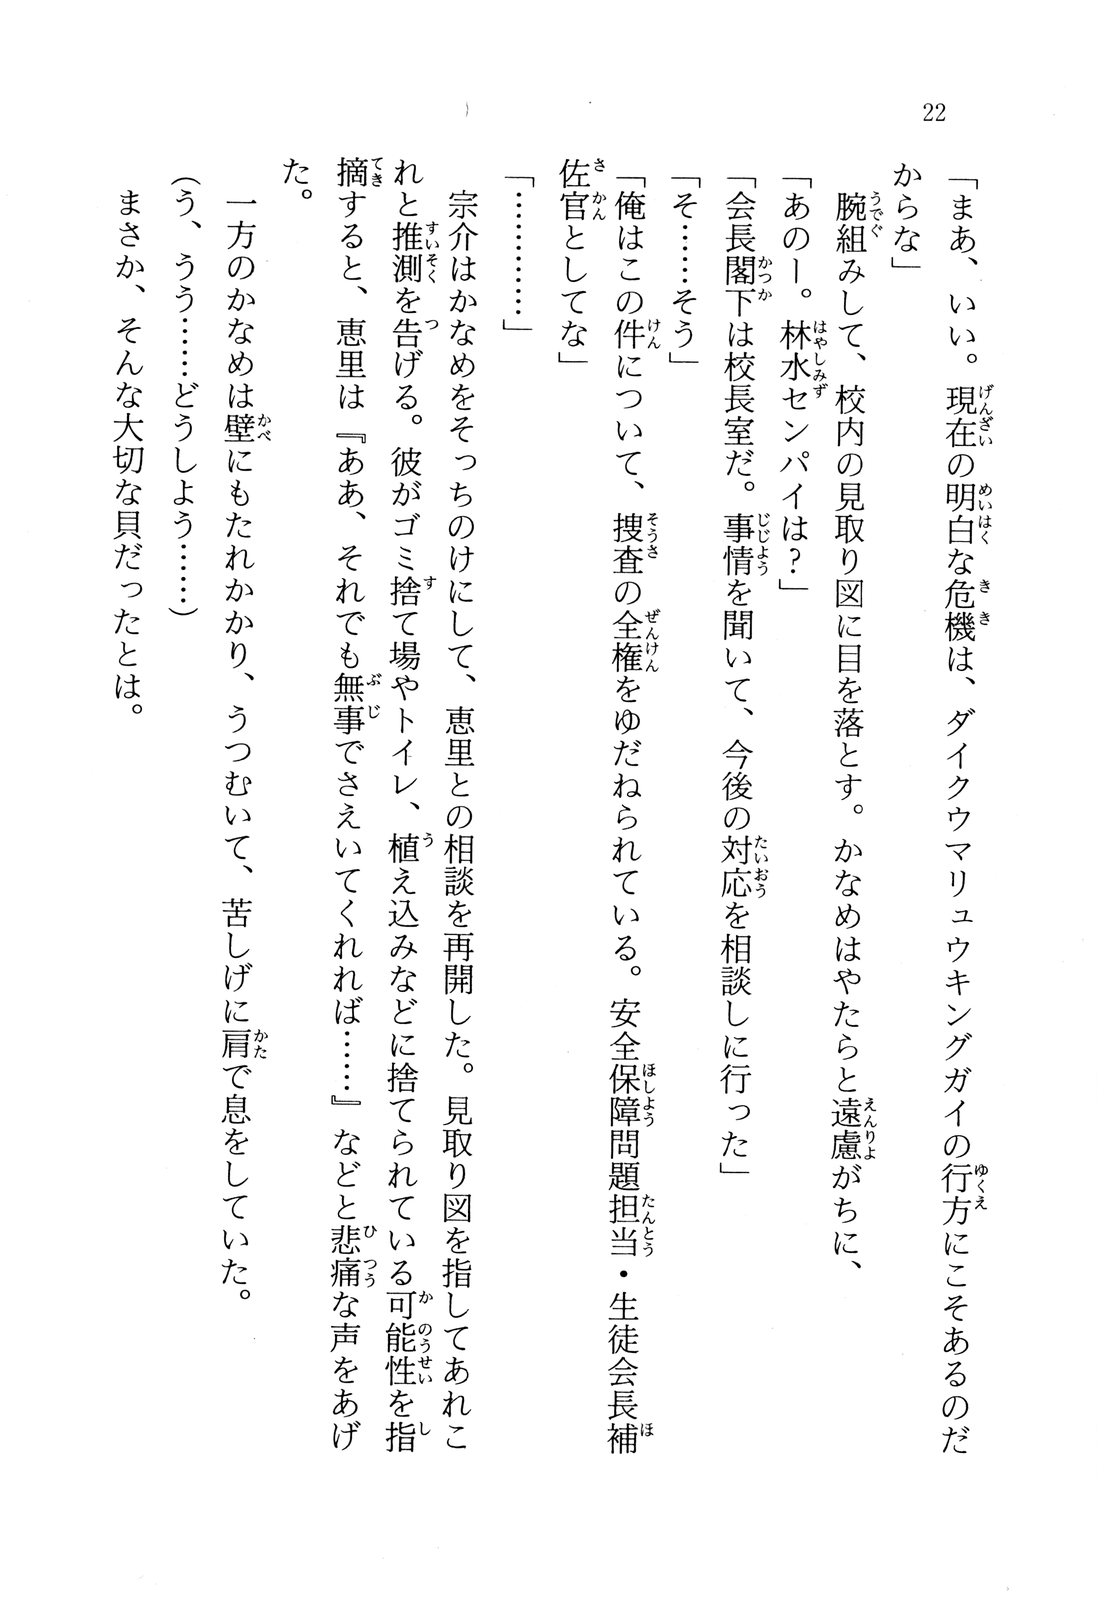 22
「まあ、いい。現在の明白な危機は、ダイクウマリュウキングガイの行方にこそあるのだ
からな」
腕組みして、校内の見取り図に目を落とす。かなめはやたらと遠慮がちに、
「あのー。林水センパイは？」
「会長閣下は校長室だ。事情を聞いて、今後の対応を相談しに行った」
「そ……そう」
「俺はこの件について、捜査の全権をゆだねられている。安全保障問題担当・生徒会長補
佐官としてな」
「…………」
宗介はかなめをそっちのけにして、恵里との相談を再開した。見取り図を指してあれこ
れと推測を告げる。彼がゴミ捨て場やトイレ、植え込みなどに捨てられている可能性を指
摘すると、恵里は『ああ、それでも無事でさえいてくれれば……』などと悲痛な声をあげ
た。
一方のかなめは壁にもたれかかり、うつむいて、苦しげに肩で息をしていた。
（う、うう……どうしよう……）
まさか、そんな大切な貝だったとは。